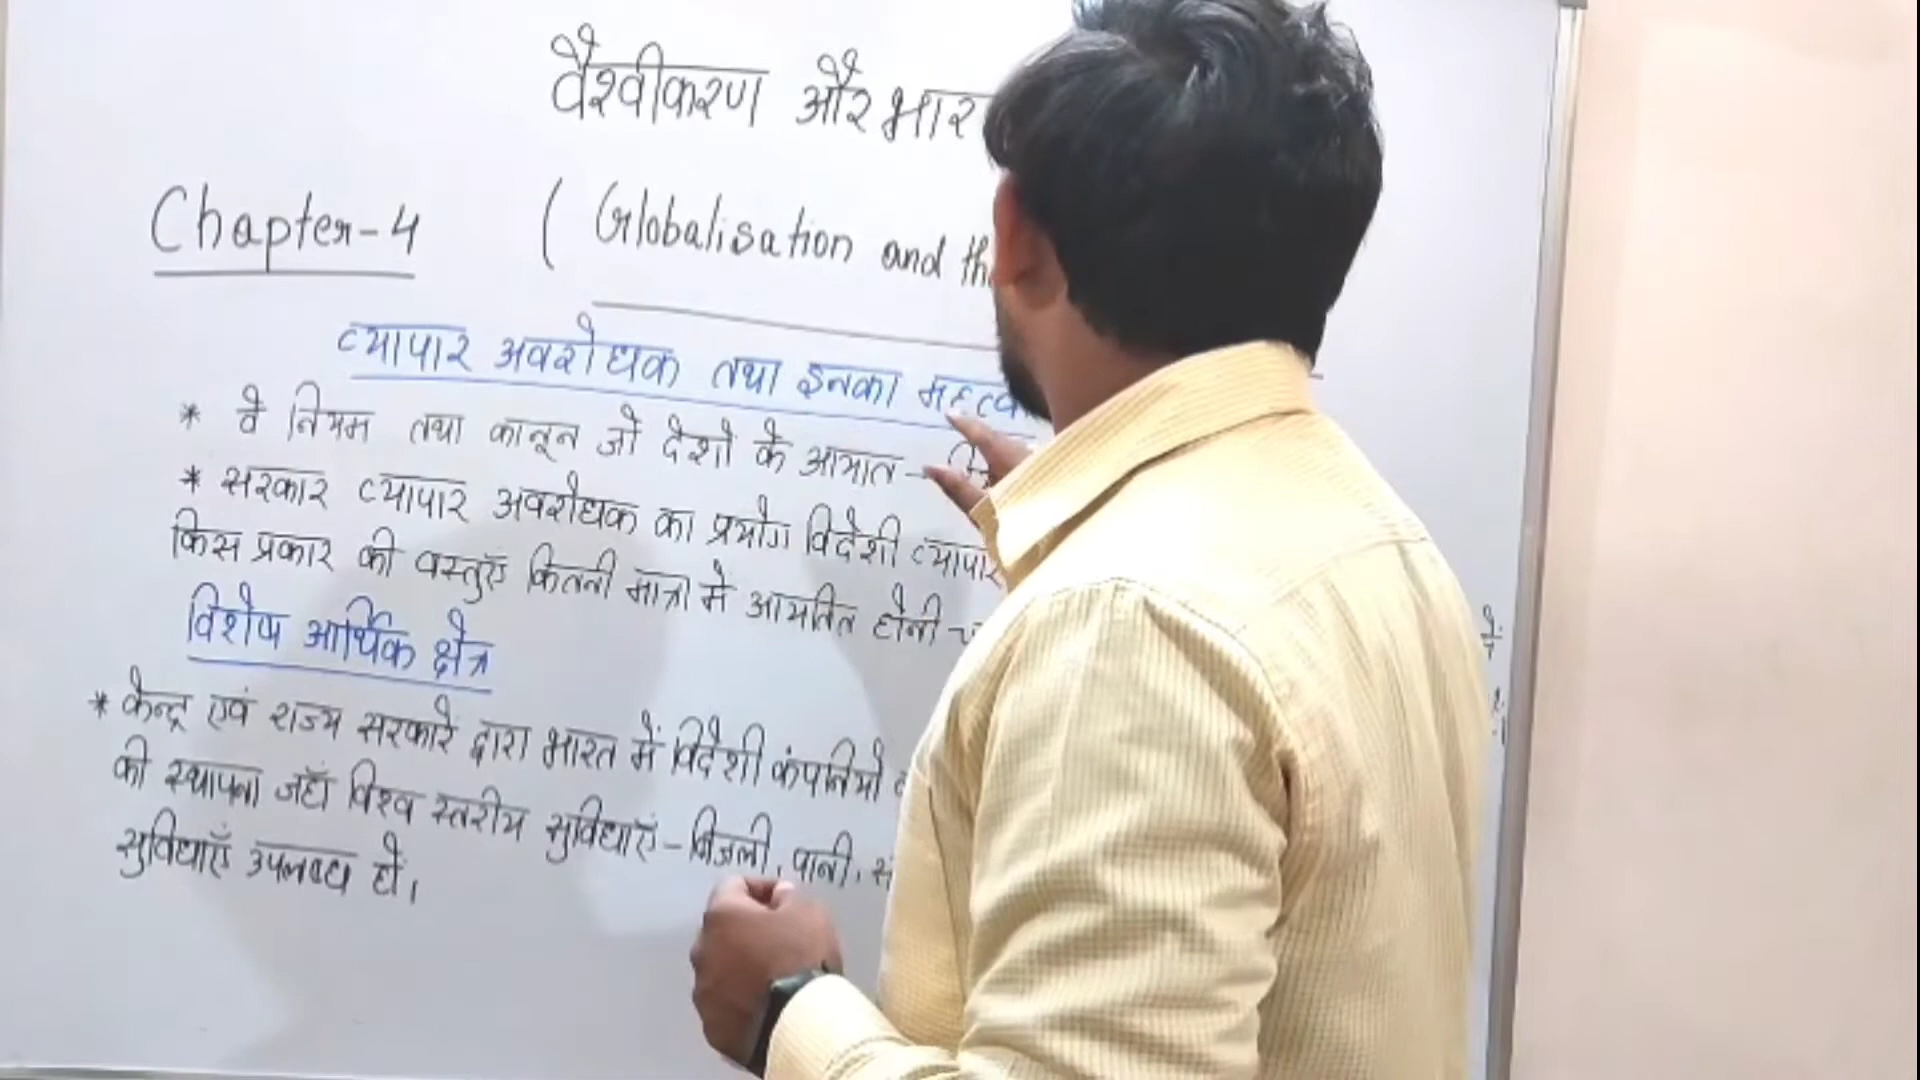 वैश्वीकरण और भार
Chapter-4 ( Globalisation and th
व्यापार अवरोधक तथा इनका महत्व
* वे नियम तथा कानून जो देशों के आयात-
* सरकार व्यापार अवरोधक का प्रयोग विदेशी व्यापार
किस प्रकार की वस्तुएँ कितनी मात्रा में आयतित होनी
विशेष आर्थिक क्षेत्र
* केन्द्र एवं राज्य सरकारे द्वारा भारत में विदेशी कंपनियो
की स्थापना जहाँ विश्व स्तरीय सुविधाएँ-बिजली, पानी,
सुविधाएँ उपलब्ध हो।